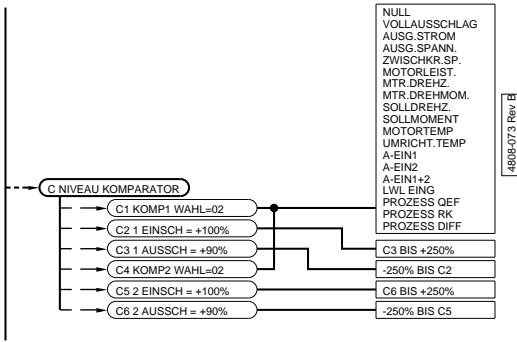 NULL
VOLLAUSSCHLAG
AUSG.STROM
AUSG.SPANN.
ZWISCHKR.SP.
MOTORLEIST.
MTR.DREHZ.
MTR.DREHMOM.
SOLLDREHZ.
SOLLMOMENT
MOTORTEMP
UMRICHT.TEMP
A-EIN1
A-EIN2
A-EIN1+2
LWL EING
PROZESS QEF
PROZESS RK
PROZESS DIFF
4808-073 Rev B
C NIVEAU KOMPARATOR
C1 KOMP1 WAHL=02
C2 1 EINSCH = +100%
C3 BIS +250%
C3 1 AUSSCH = +90%
-250% BIS C2
C4 KOMP2 WAHL=02
C5 2 EINSCH = +100%
C6 BIS +250%
C6 2 AUSSCH = +90%
-250% BIS C5